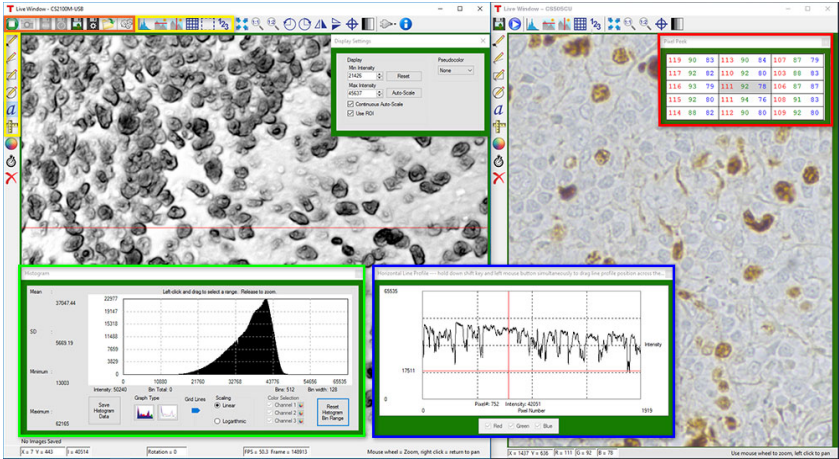 Live Window - CS2100M-USB
Live Window - CS505CU
Display Settings
Display
Min Intensity
21426
Reset
Max Intensity
45637
Auto-Scale
Continuous Auto-Scale
Use ROI
Pseudocolor
None
Pixel Peek
119 90 83 113 90 84 107 87 79
117 92 82 110 92 80 103 88 83
116 93 79 111 92 78 106 87 87
115 92 80 111 94 76 108 91 83
114 88 82 112 90 80 109 92 80
Histogram
Left-click and drag to select a range. Release to zoom.
Mean :
37047.44
SD :
5669.19
Minimum :
13003
Maximum :
62165
22977
19147
15318
11488
7659
3829
0
0 10889 21760 32768 43776 54656 65535
Intensity: 50240 Bin Total: 0 Bins: 512 Bin width: 128
Save Histogram Data
Graph Type
Grid Lines
Scaling
Linear
Logarithmic
Color Selection
Channel 1
Channel 2
Channel 3
Reset Histogram Bin Range
Horizontal Line Profile --- hold down shift key and left mouse button simultaneously to drag line profile position across the...
65535
17511
0
Intensity
Pixel#: 752 Intensity: 42051
0 Pixel Number 1919
Red Green Blue
No Images Saved
X = 7 Y = 443 I = 40514 Rotation = 0 FPS = 50.3 Frame = 148913 Mouse wheel = Zoom, right click = return to pan
X = 1437 Y = 638 R = 111 G = 92 B = 78 Use mouse wheel to zoom, left click to pan